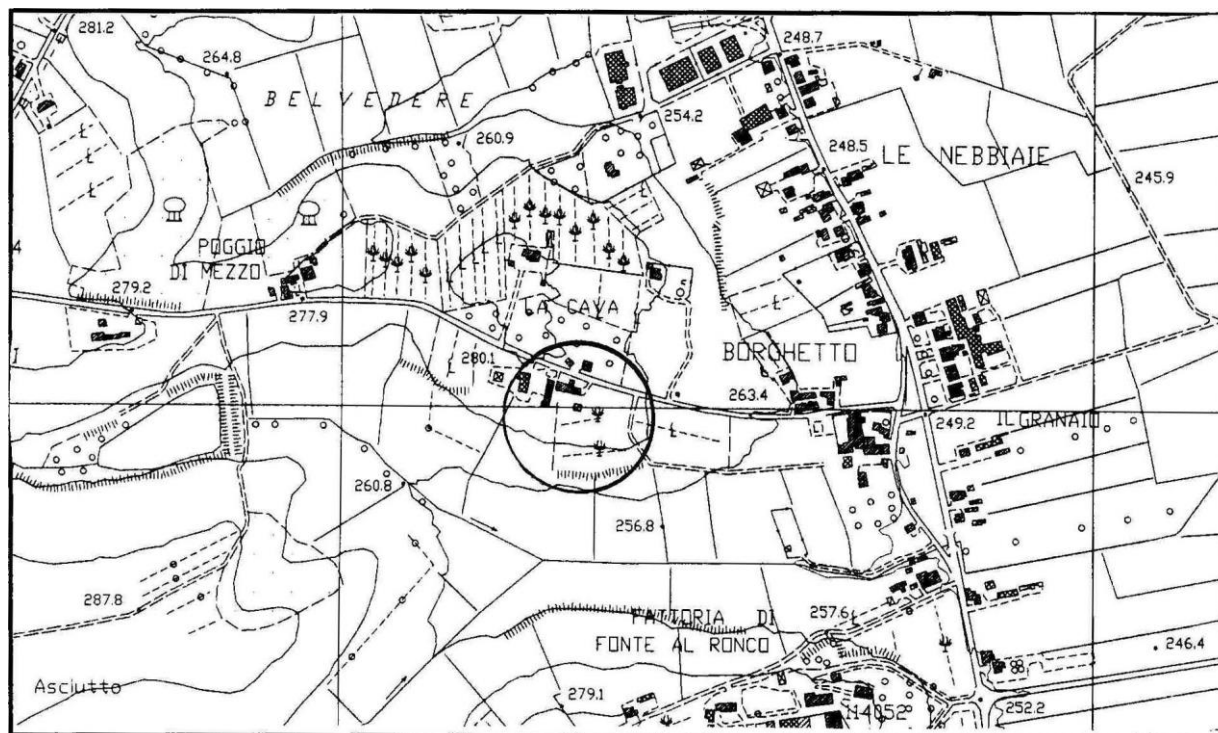 281.2
248.7
264.8
BELVEDERE
254.2
260.9
248.5
LE NEBBIAIE
245.9
4
POGGIO
DI MEZZO
279.2
277.9
LA CAVA
I
280.1
BORGHETTO
263.4
249.2
IL GRANAIO
260.8
256.8
287.8
257.6
FATTORIA DI
FONTE AL RONCO
246.4
Asciutto
279.1
114052
252.2